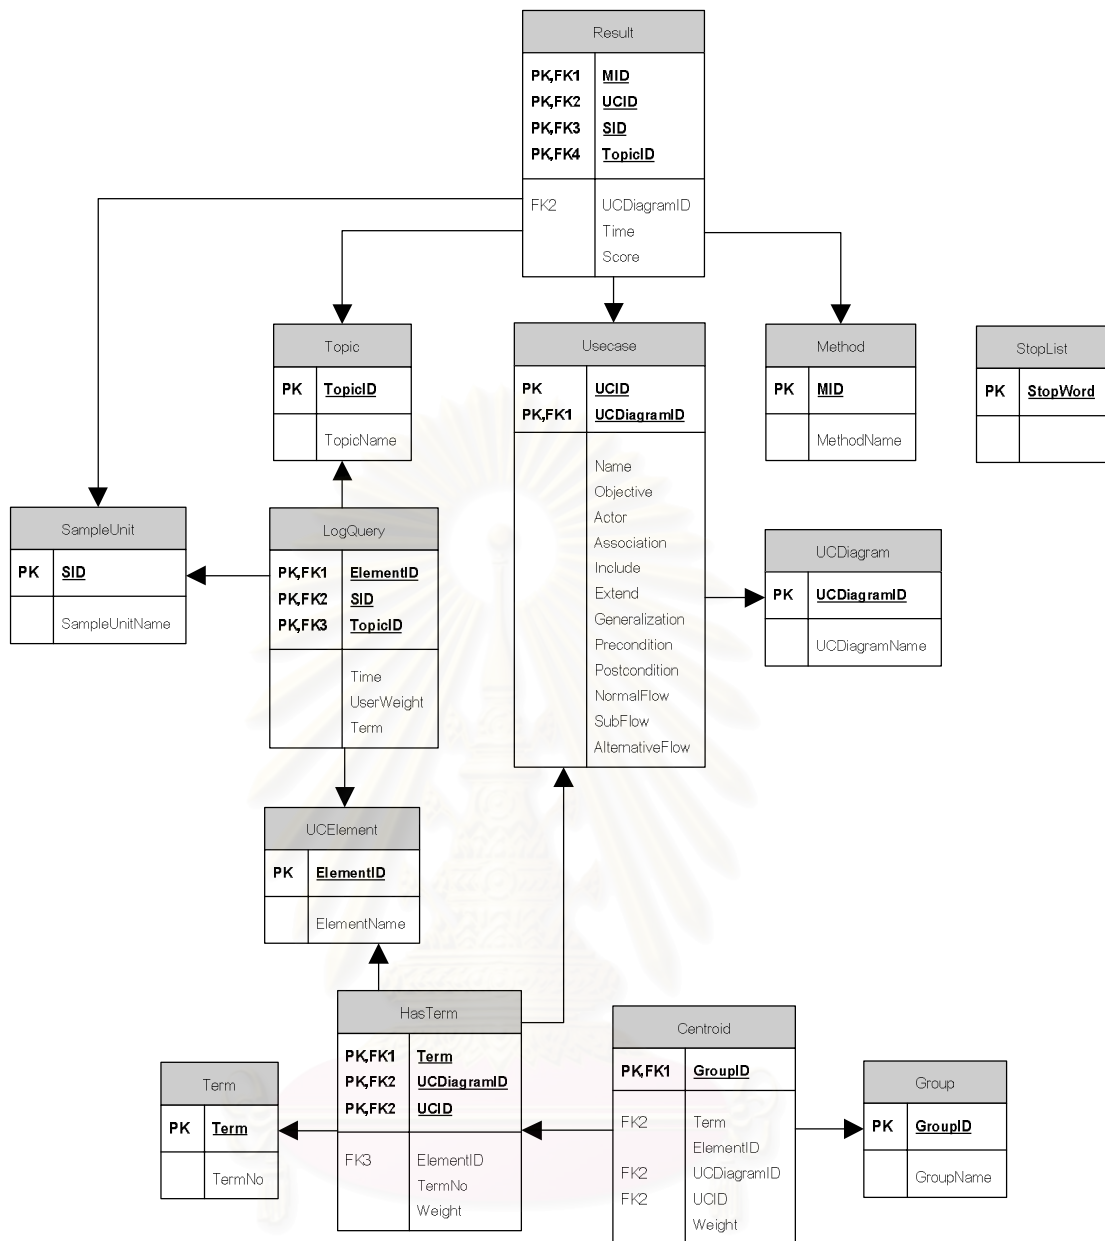 Result
PK,FK1 MID
PK,FK2 UCID
PK,FK3 SID
PK,FK4 TopicID
FK2 UCDiagramID
Time
Score
Topic
PK TopicID
TopicName
Usecase
PK UCID
PK,FK1 UCDiagramID
Name
Objective
Actor
Association
Include
Extend
Generalization
Precondition
Postcondition
NormalFlow
SubFlow
AlternativeFlow
Method
PK MID
MethodName
StopList
PK StopWord
SampleUnit
PK SID
SampleUnitName
LogQuery
PK,FK1 ElementID
PK,FK2 SID
PK,FK3 TopicID
Time
UserWeight
Term
UCDiagram
PK UCDiagramID
UCDiagramName
UCElement
PK ElementID
ElementName
HasTerm
PK,FK1 Term
PK,FK2 UCDiagramID
PK,FK2 UCID
FK3 ElementID
TermNo
Weight
Centroid
PK,FK1 GroupID
FK2 Term
ElementID
FK2 UCDiagramID
FK2 UCID
Weight
Term
PK Term
TermNo
Group
PK GroupID
GroupName